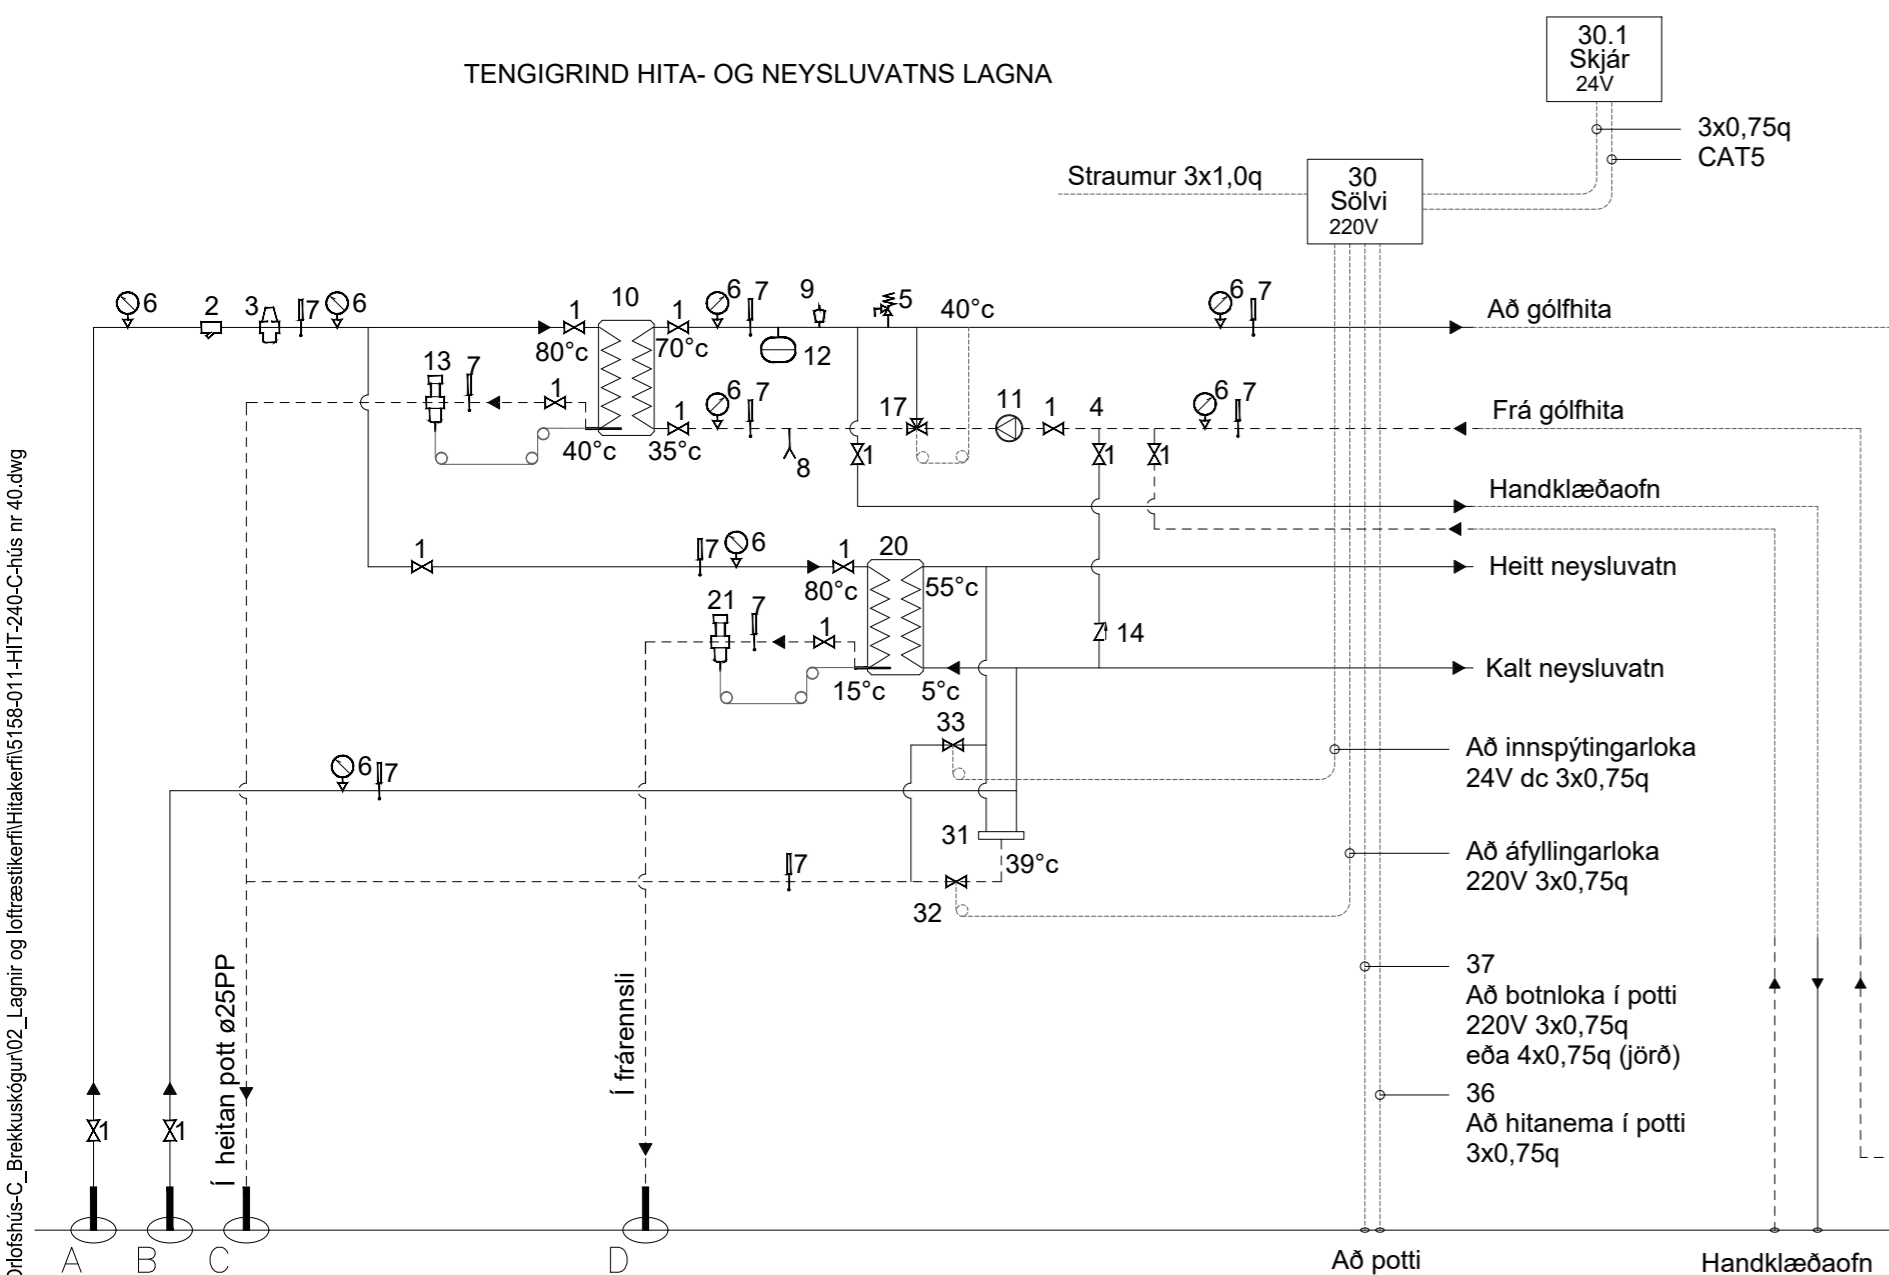 TENGIGRIND HITA- OG NEYSLUVATNS LAGNA
30.1
Skjár
24V
3x0,75q
CAT5
Straumur 3x1,0q
30
Sölvi
220V
6
2
3
7
6
1
10
1
6
7
9
5
40°c
6
7
Að gólfhita
80°c
70°c
12
13
7
1
1
6
7
17
11
1
4
6
7
Frá gólfhita
40°c
35°c
8
1
1
1
Handklæðaofn
1
7
6
1
20
Heitt neysluvatn
80°c
55°c
21
7
1
14
15°c
5°c
Kalt neysluvatn
33
Að innspýtingarloka
24V dc 3x0,75q
6
7
31
39°c
7
32
Að áfyllingarloka
220V 3x0,75q
37
Að botnloka í potti
220V 3x0,75q
eða 4x0,75q (jörð)
36
Að hitanema í potti
3x0,75q
1
1
Í heitan pott ø25PP
Í frárennsli
A
B
C
D
Að potti
Handklæðaofn
Orlofshús-C_Brekkuskógur\02_Lagnir og loftræstikerfi\Hitakerfi\5158-011-HIT-240-C-hús nr 40.dwg